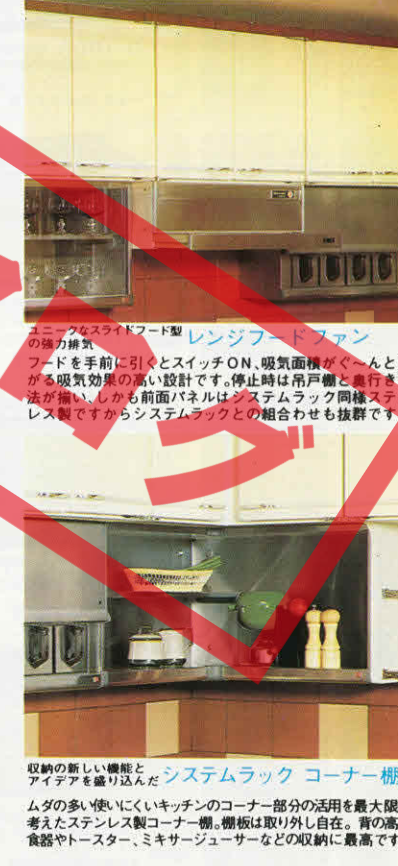 ユニークなスライドフード型
の強力排気
レンジフードファン
フードを手前に引くとスイッチON、吸気面積がぐ〜んと
がる吸気効果の高い設計です。停止時は吊戸棚と奥行き
法が揃い、しかも前面パネルはシステムラック同様ステ
レス製ですからシステムラックとの組合わせも抜群です
ログ
収納の新しい機能と
アイデアを盛り込んだ
システムラック コーナー棚
ムダの多い使いにくいキッチンのコーナー部分の活用を最大限
考えたステンレス製コーナー棚。棚板は取り外し自在。背の高
食器やトースター、ミキサージューサーなどの収納に最高です